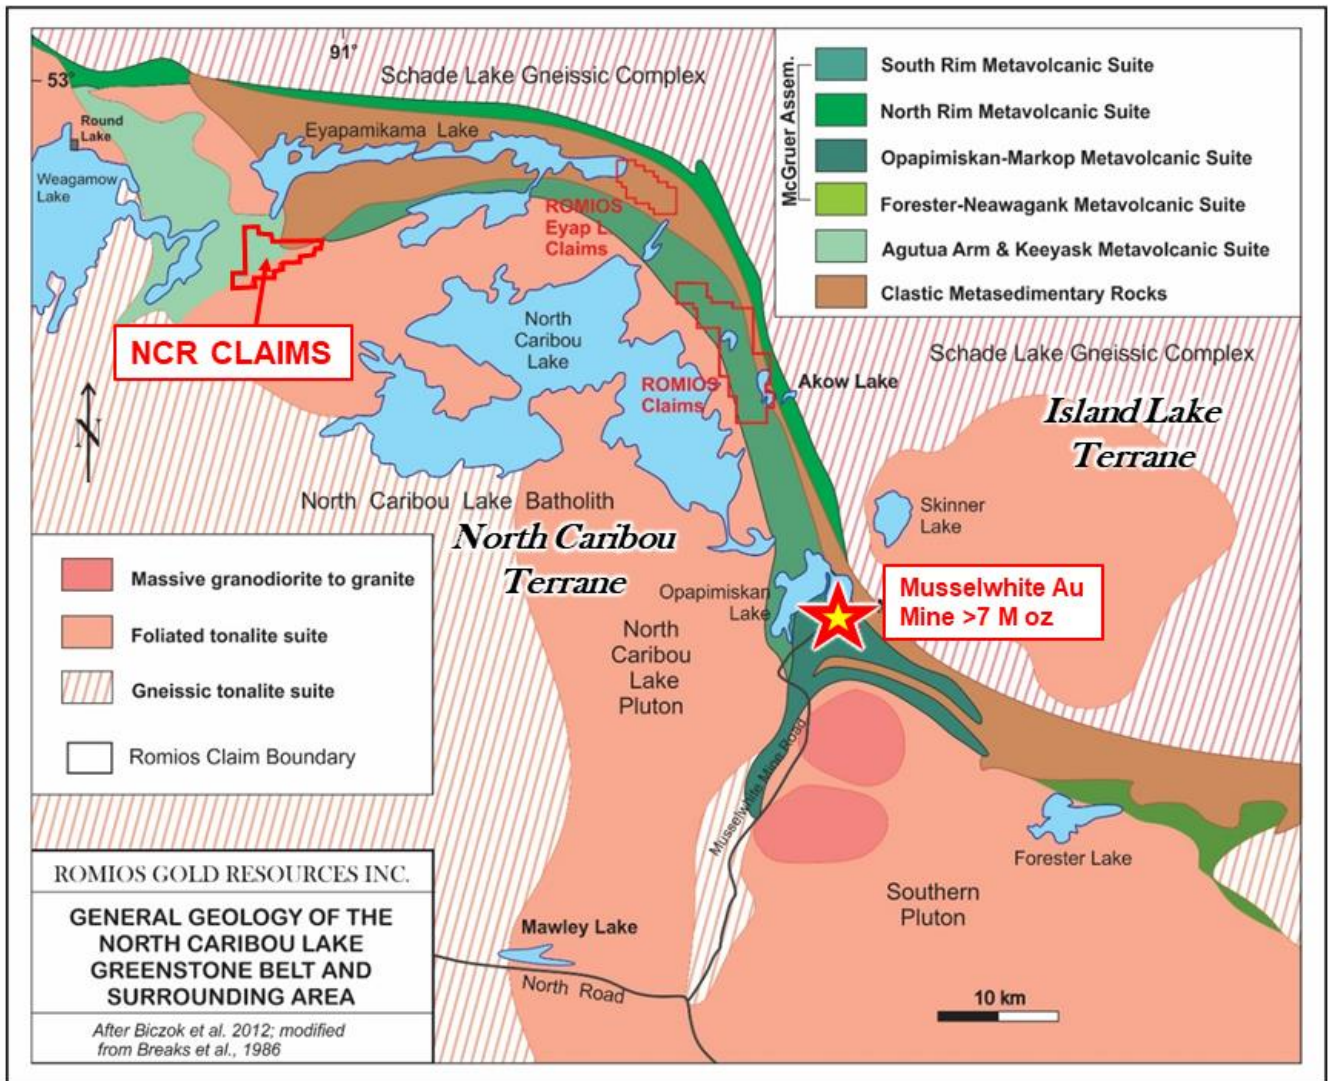 91°
53°
Schade Lake Gneissic Complex
Round
Lake
Eyapamikama Lake
Weagamow
Lake
ROMIOS
Eyap L
Claims
NCR CLAIMS
North
Caribou
Lake
ROMIOS
Claims
Akow Lake
Schade Lake Gneissic Complex
Island Lake
Terrane
N
North Caribou Lake Batholith
North Caribou
Terrane
Skinner
Lake
Opapimiskan
Lake
Musselwhite Au
Mine >7 M oz
North
Caribou
Lake
Pluton
Musselwhite Mine Road
Forester Lake
Southern
Pluton
Mawley Lake
North Road
10 km
McGruer Assem.
South Rim Metavolcanic Suite
North Rim Metavolcanic Suite
Opapimiskan-Markop Metavolcanic Suite
Forester-Neawagank Metavolcanic Suite
Agutua Arm & Keeyask Metavolcanic Suite
Clastic Metasedimentary Rocks
Massive granodiorite to granite
Foliated tonalite suite
Gneissic tonalite suite
Romios Claim Boundary
ROMIOS GOLD RESOURCES INC.
GENERAL GEOLOGY OF THE
NORTH CARIBOU LAKE
GREENSTONE BELT AND
SURROUNDING AREA
After Biczok et al. 2012; modified
from Breaks et al., 1986